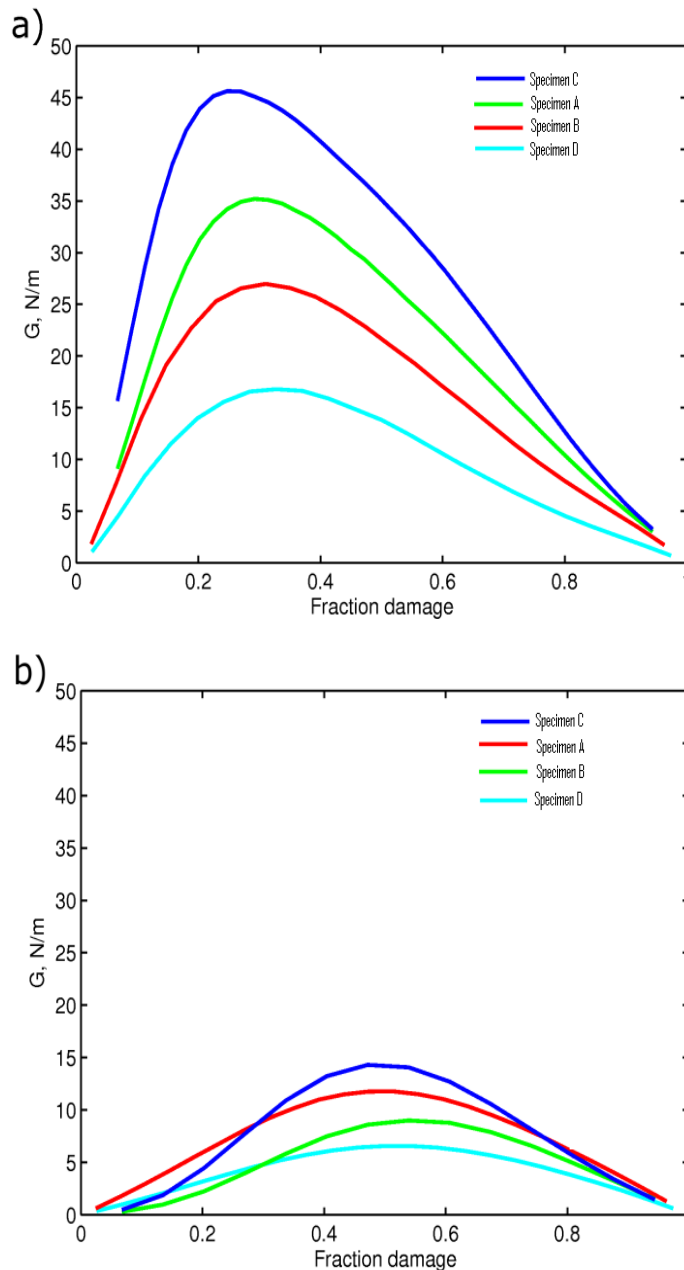 a)
50
45
40
35
30
25
20
15
10
5
0
G, N/m
Specimen C
Specimen A
Specimen B
Specimen D
0 0.2 0.4 0.6 0.8
Fraction damage
b)
50
45
40
35
30
25
20
15
10
5
0
G, N/m
Specimen C
Specimen A
Specimen B
Specimen D
0 0.2 0.4 0.6 0.8
Fraction damage